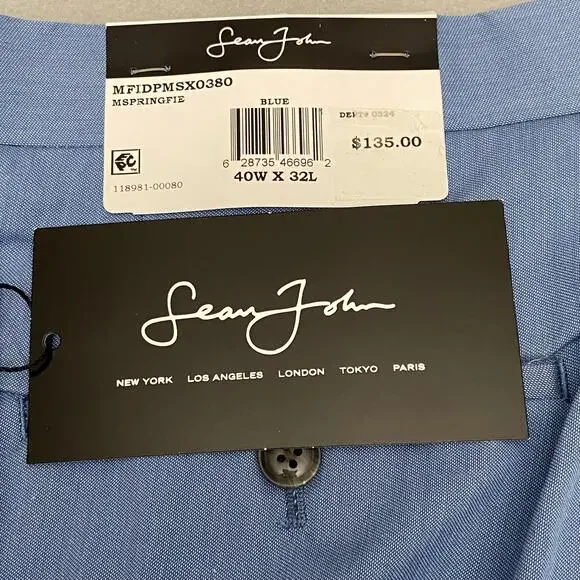 Sean John
MFIDPMSX0380
MSPRINGFIE
BLUE
DEPT# 0324
$135.00
6 28735 46696 2
40W X 32L
118981-00080
Sean John
NEW YORK LOS ANGELES LONDON TOKYO PARIS